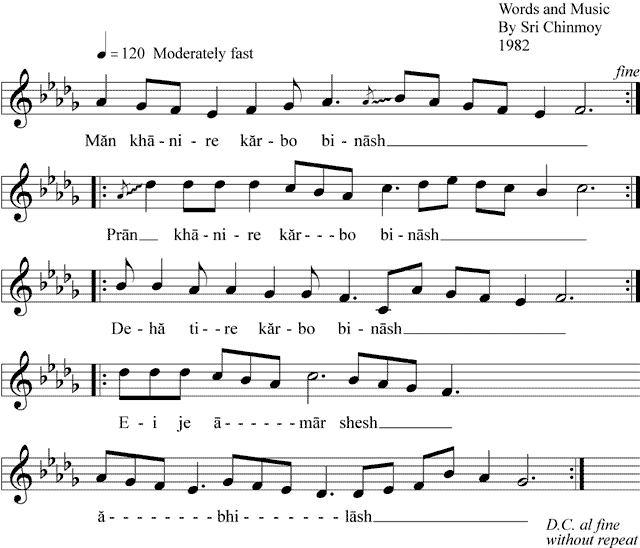 Words and Music
By Sri Chinmoy
1982
= 120 Moderately fast
fine
Măn khā - ni - re kăr - bo bi - nāsh
Prān khā - ni - re kăr - - - bo bi - nāsh
De - hă ti - - re kăr - bo bi - nāsh
E - i je ā - - - - - - mār shesh
ă - - - - - - - - bhi - - - - - - - lāsh
D.C. al fine
without repeat